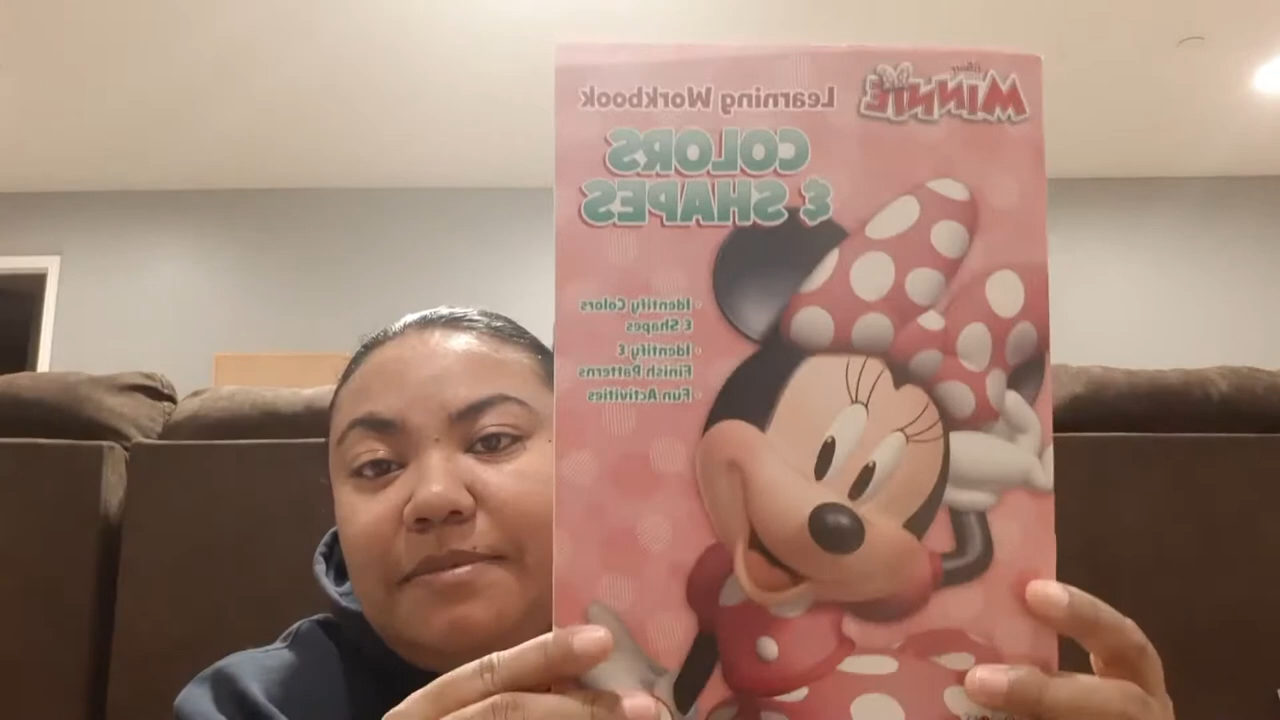 Disney
MINNIE
Learning Workbook
COLORS
& SHAPES
• Identify Colors
& Shapes
• Identify &
Finish Patterns
• Fun Activities